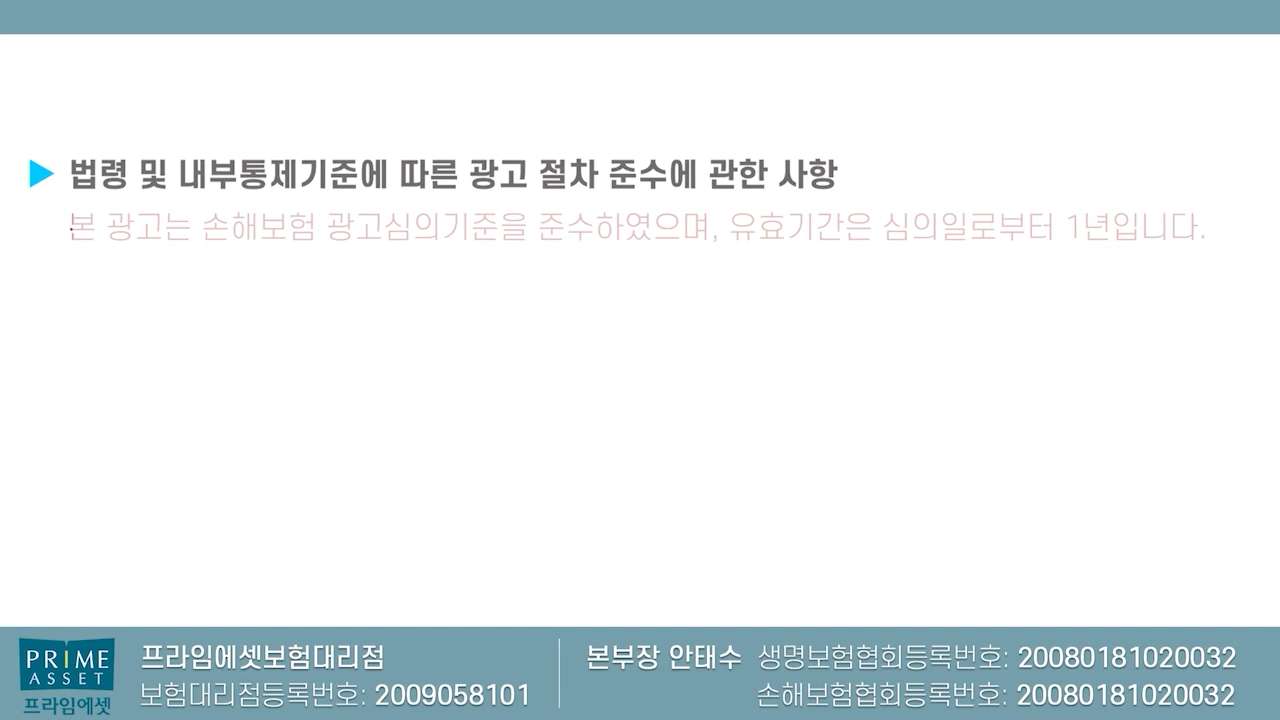 ▶ 법령 및 내부통제기준에 따른 광고 절차 준수에 관한 사항
본 광고는 손해보험 광고심의기준을 준수하였으며, 유효기간은 심의일로부터 1년입니다.
PRIME
ASSET
프라임에셋
프라임에셋보험대리점
보험대리점등록번호: 2009058101
본부장 안태수 생명보험협회등록번호: 20080181020032
손해보험협회등록번호: 20080181020032